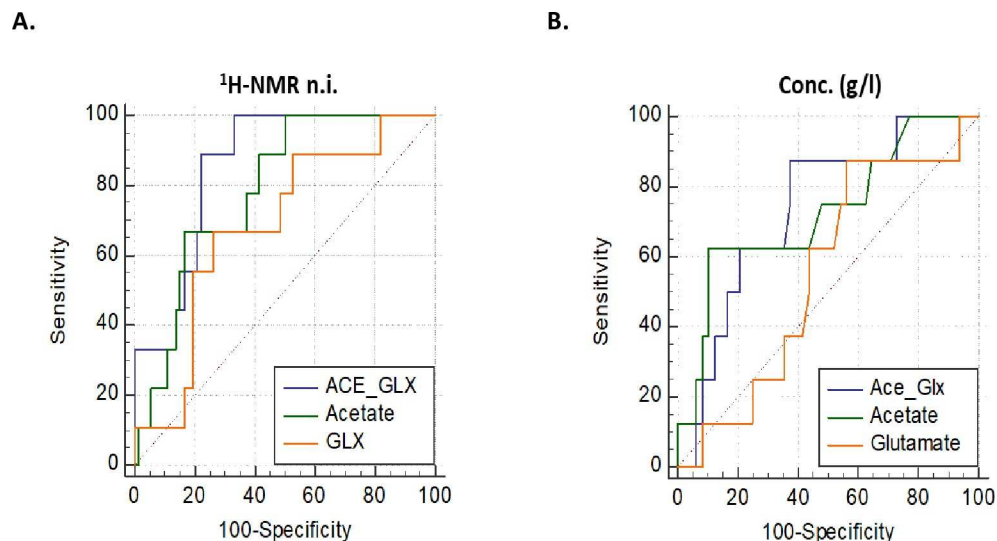 A.
¹H-NMR n.i.
100
80
60
40
20
0
Sensitivity
ACE_GLX
Acetate
GLX
0 20 40 60 80 100
100-Specificity
B.
Conc. (g/l)
100
80
60
40
20
0
Sensitivity
Ace_Glx
Acetate
Glutamate
0 20 40 60 80 100
100-Specificity